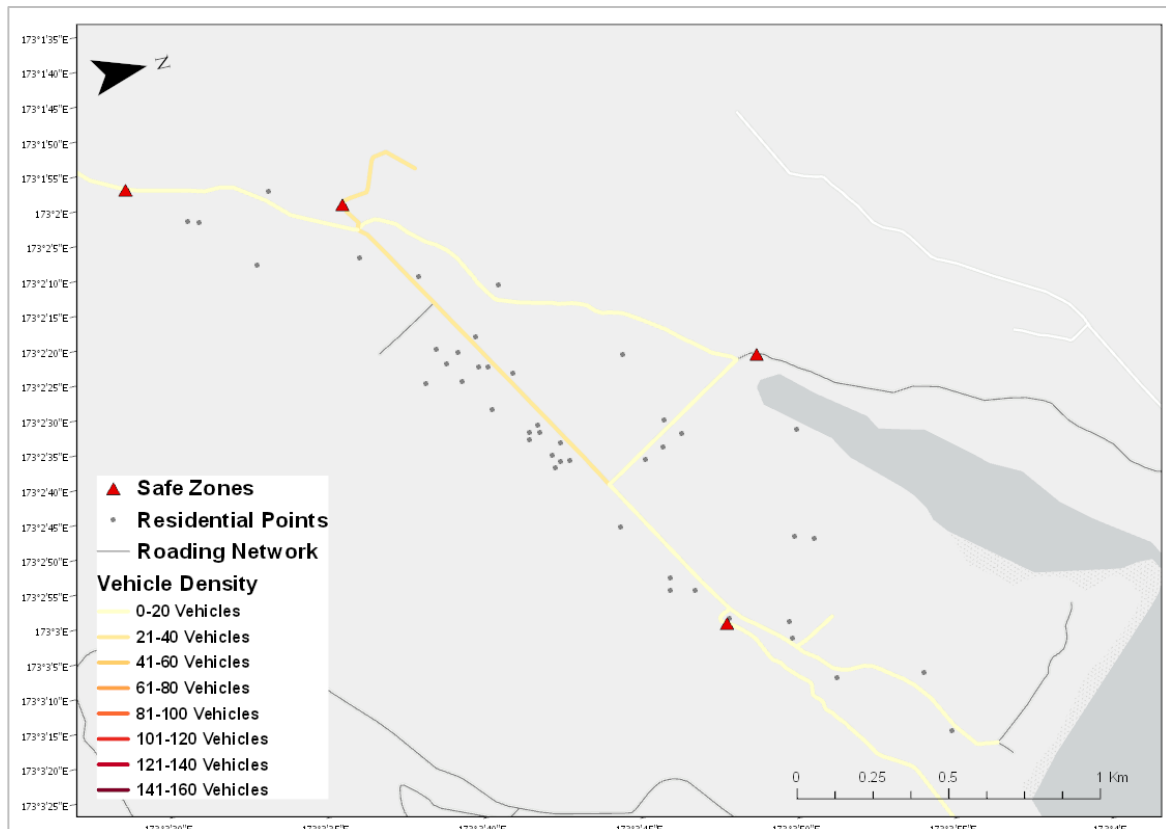 173°1'35"E
N
173°1'40"E
173°1'45"E
173°1'50"E
173°1'55"E
173°2'E
173°2'5"E
173°2'10"E
173°2'15"E
173°2'20"E
173°2'25"E
173°2'30"E
173°2'35"E
173°2'40"E
173°2'45"E
173°2'50"E
173°2'55"E
173°3'E
173°3'5"E
173°3'10"E
173°3'15"E
173°3'20"E
173°3'25"E
Safe Zones
Residential Points
Roading Network
Vehicle Density
0-20 Vehicles
21-40 Vehicles
41-60 Vehicles
61-80 Vehicles
81-100 Vehicles
101-120 Vehicles
121-140 Vehicles
141-160 Vehicles
0 0.25 0.5 1 Km